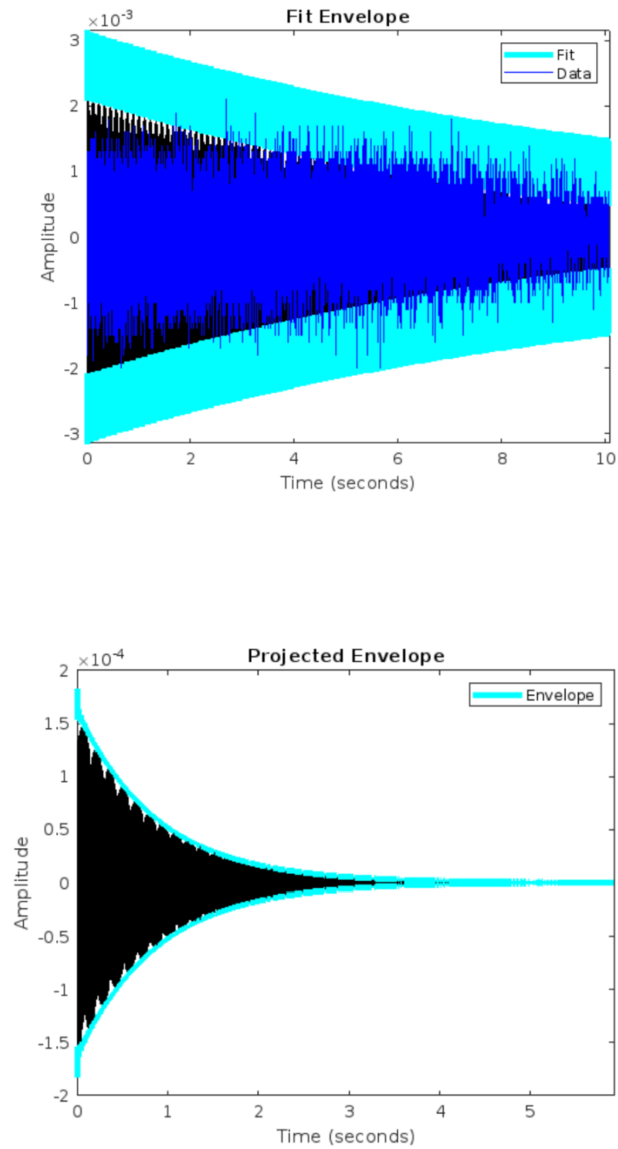 Fit Envelope
×10⁻³
3
2
1
0
-1
-2
-3
Amplitude
Fit
Data
0 2 4 6 8 10
Time (seconds)
Projected Envelope
×10⁻⁴
2
1.5
1
0.5
0
-0.5
-1
-1.5
-2
Amplitude
Envelope
0 1 2 3 4 5
Time (seconds)